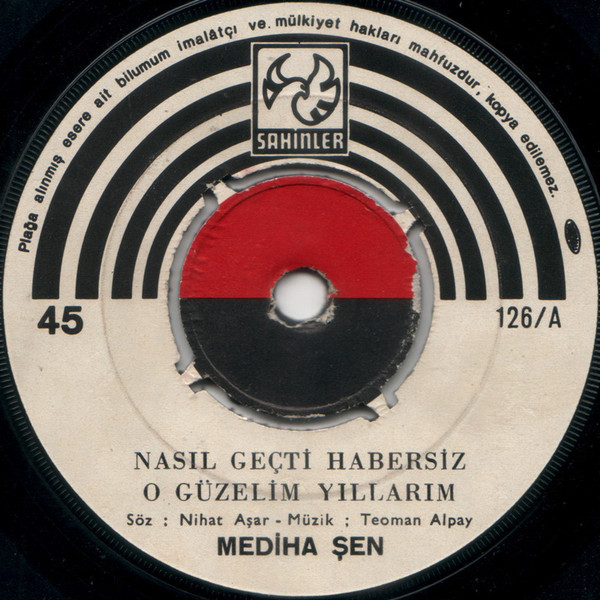 Plağa alınmış esere ait bilumum imalâtçı ve.mülkiyet hakları mahfuzdur, kopya edilemez.
SAHİNLER
45
126/A
NASIL GEÇTİ HABERSİZ
O GÜZELİM YILLARIM
Söz ; Nihat Aşar - Müzik ; Teoman Alpay
MEDİHA ŞEN